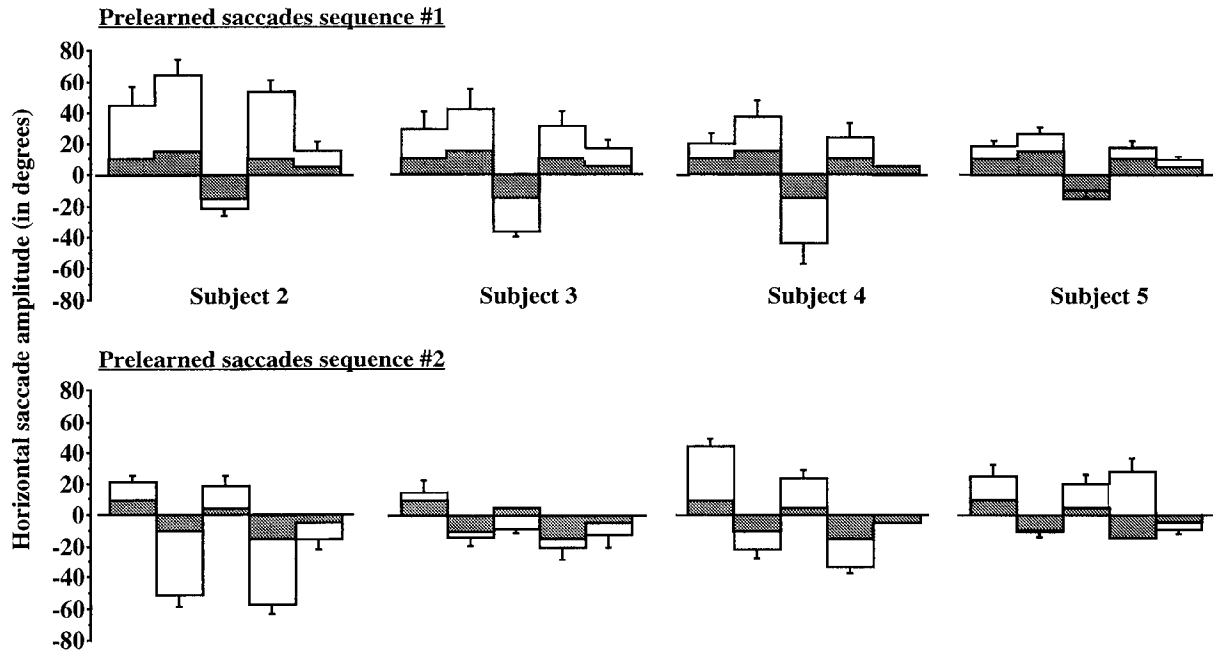 Prelearned saccades sequence #1
Horizontal saccade amplitude (in degrees)
80
60
40
20
0
-20
-40
-60
-80
Subject 2
Subject 3
Subject 4
Subject 5
Prelearned saccades sequence #2
80
60
40
20
0
-20
-40
-60
-80